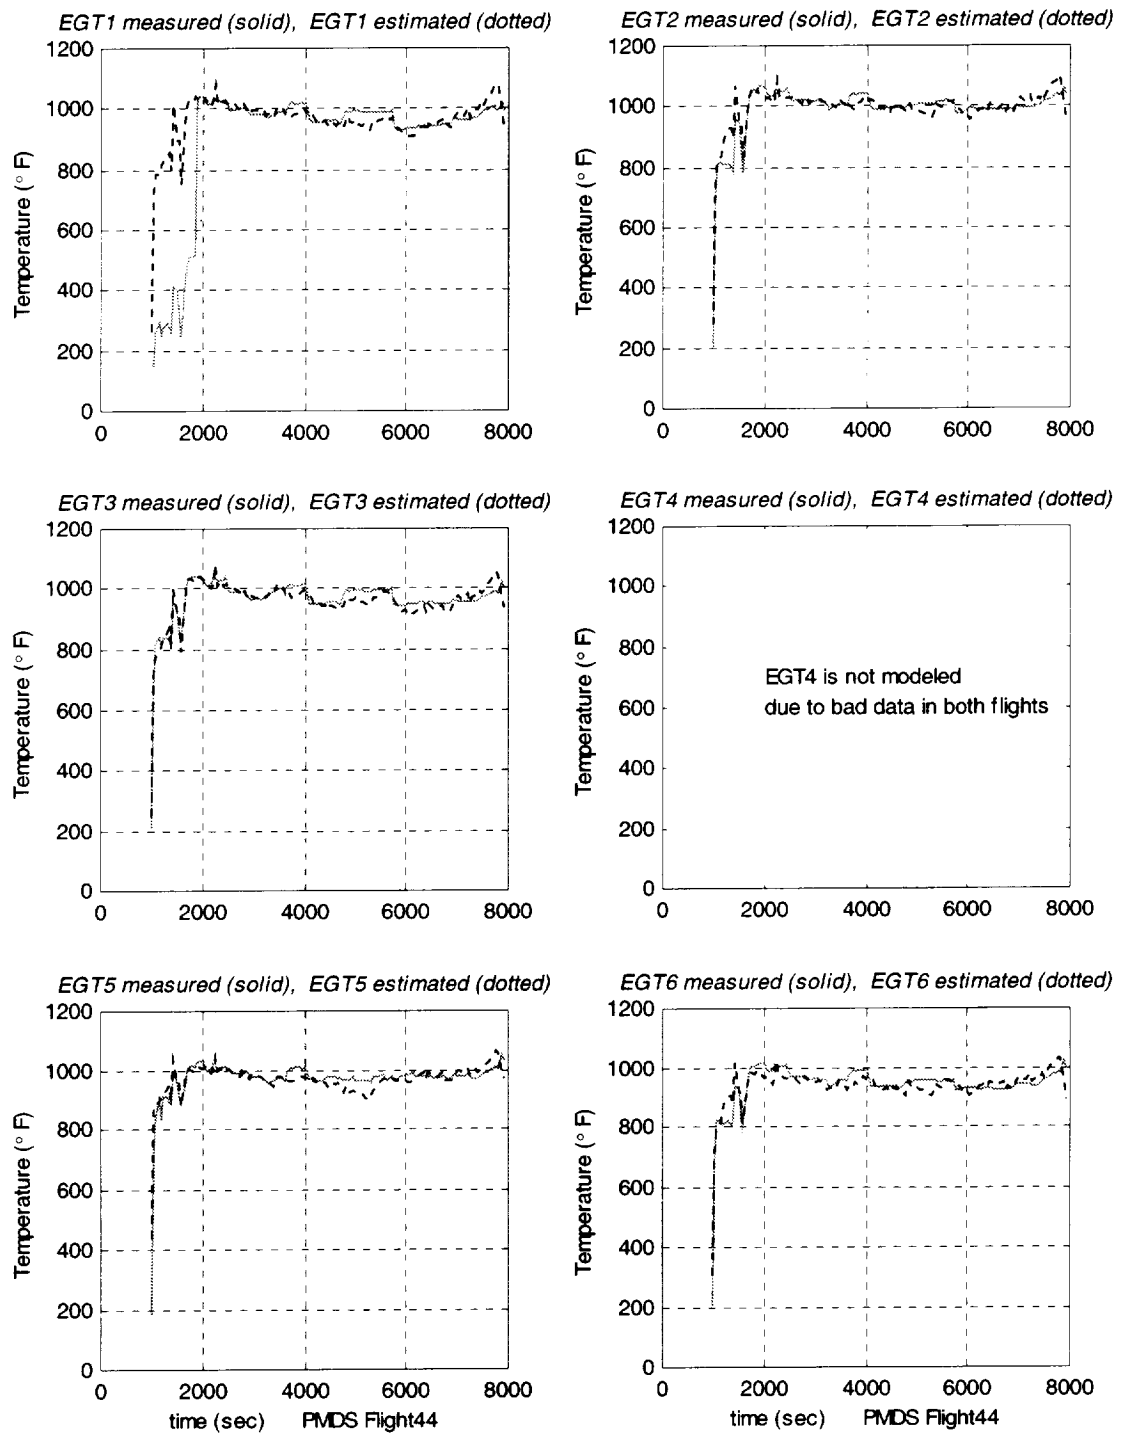 EGT1 measured (solid), EGT1 estimated (dotted)
1200
1000
800
600
400
200
0
Temperature (° F)
0 2000 4000 6000 8000
EGT2 measured (solid), EGT2 estimated (dotted)
1200
1000
800
600
400
200
0
Temperature (° F)
0 2000 4000 6000 8000
EGT3 measured (solid), EGT3 estimated (dotted)
1200
1000
800
600
400
200
0
Temperature (° F)
0 2000 4000 6000 8000
EGT4 measured (solid), EGT4 estimated (dotted)
1200
1000
800
600
400
200
0
Temperature (° F)
EGT4 is not modeled
due to bad data in both flights
0 2000 4000 6000 8000
EGT5 measured (solid), EGT5 estimated (dotted)
1200
1000
800
600
400
200
0
Temperature (° F)
0 2000 4000 6000 8000
time (sec) PMDS Flight44
EGT6 measured (solid), EGT6 estimated (dotted)
1200
1000
800
600
400
200
0
Temperature (° F)
0 2000 4000 6000 8000
time (sec) PMDS Flight44